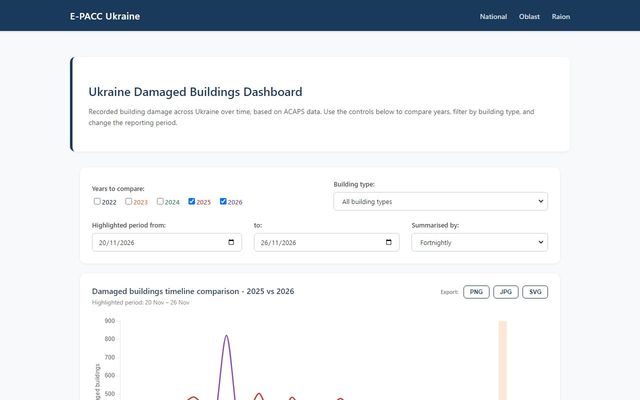 E-PACC Ukraine
National Oblast Raion
Ukraine Damaged Buildings Dashboard
Recorded building damage across Ukraine over time, based on ACAPS data. Use the controls below to compare years, filter by building type, and
change the reporting period.
Years to compare:
2022 2023 2024 2025 2026
Building type:
All building types
Highlighted period from:
20/11/2026
to:
26/11/2026
Summarised by:
Fortnightly
Damaged buildings timeline comparison - 2025 vs 2026
Highlighted period: 20 Nov – 26 Nov
Export: PNG JPG SVG
900
800
700
600
500
buildings